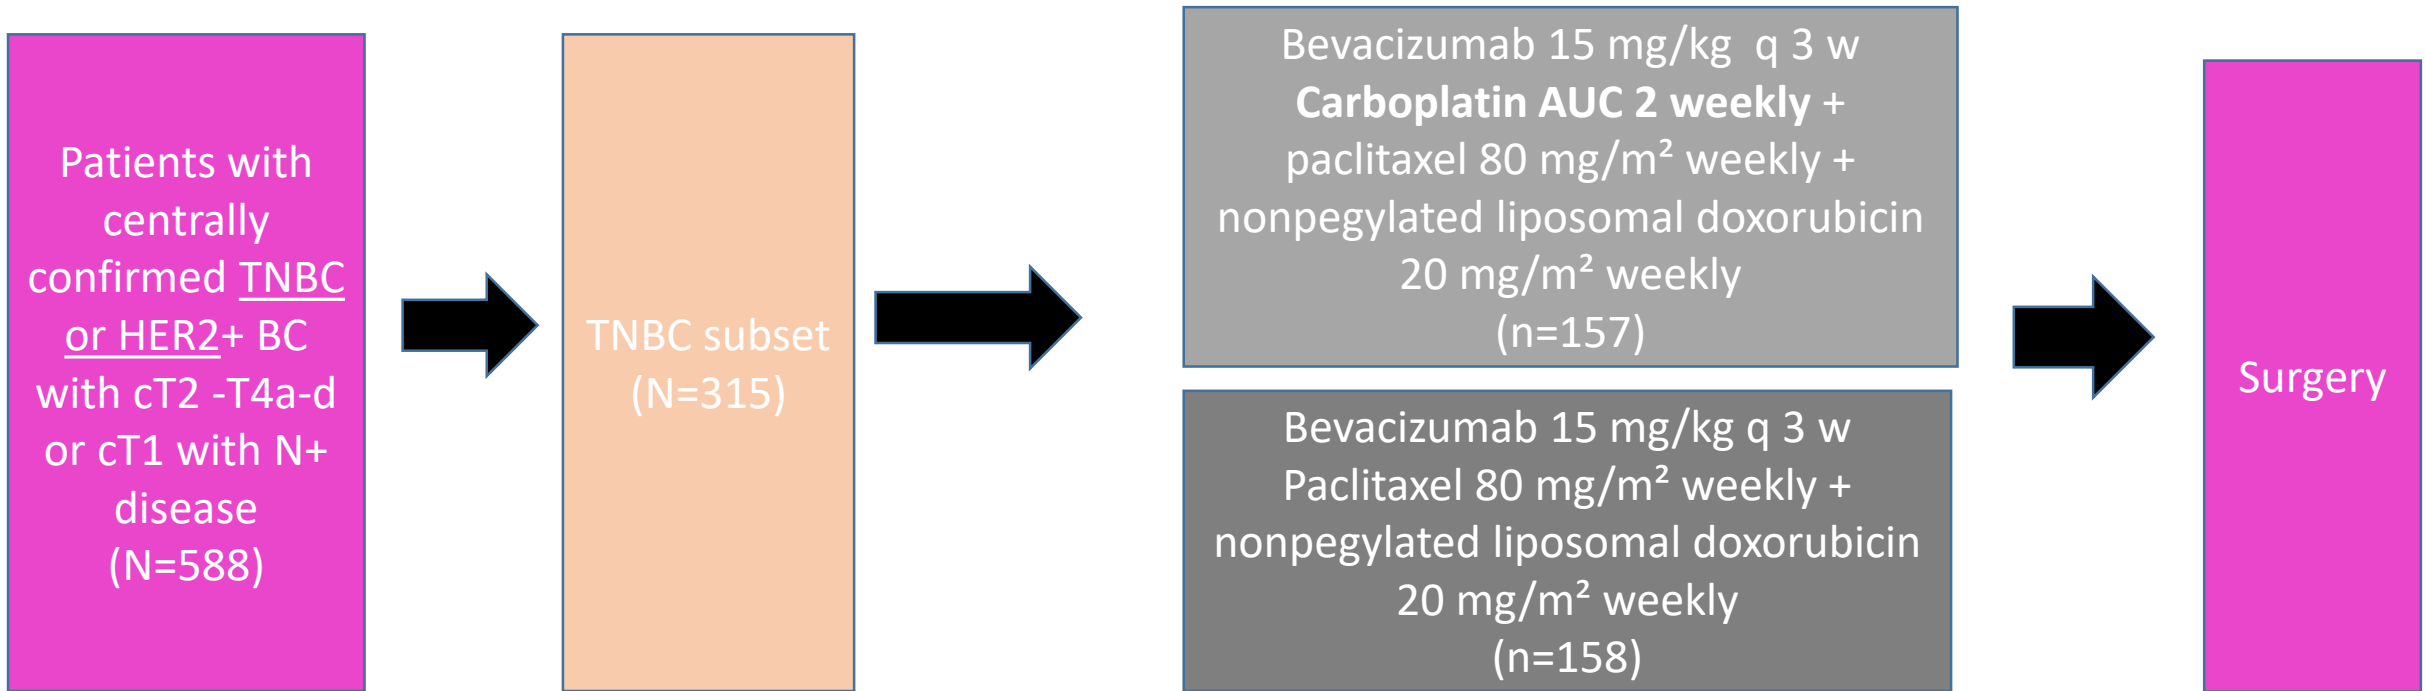 Patients with
centrally
confirmed TNBC
or HER2+ BC
with cT2 -T4a-d
or cT1 with N+
disease
(N=588)
TNBC subset
(N=315)
Bevacizumab 15 mg/kg  q 3 w
Carboplatin AUC 2 weekly +
paclitaxel 80 mg/m² weekly +
nonpegylated liposomal doxorubicin
20 mg/m² weekly
(n=157)
Bevacizumab 15 mg/kg q 3 w
Paclitaxel 80 mg/m² weekly +
nonpegylated liposomal doxorubicin
20 mg/m² weekly
(n=158)
Surgery